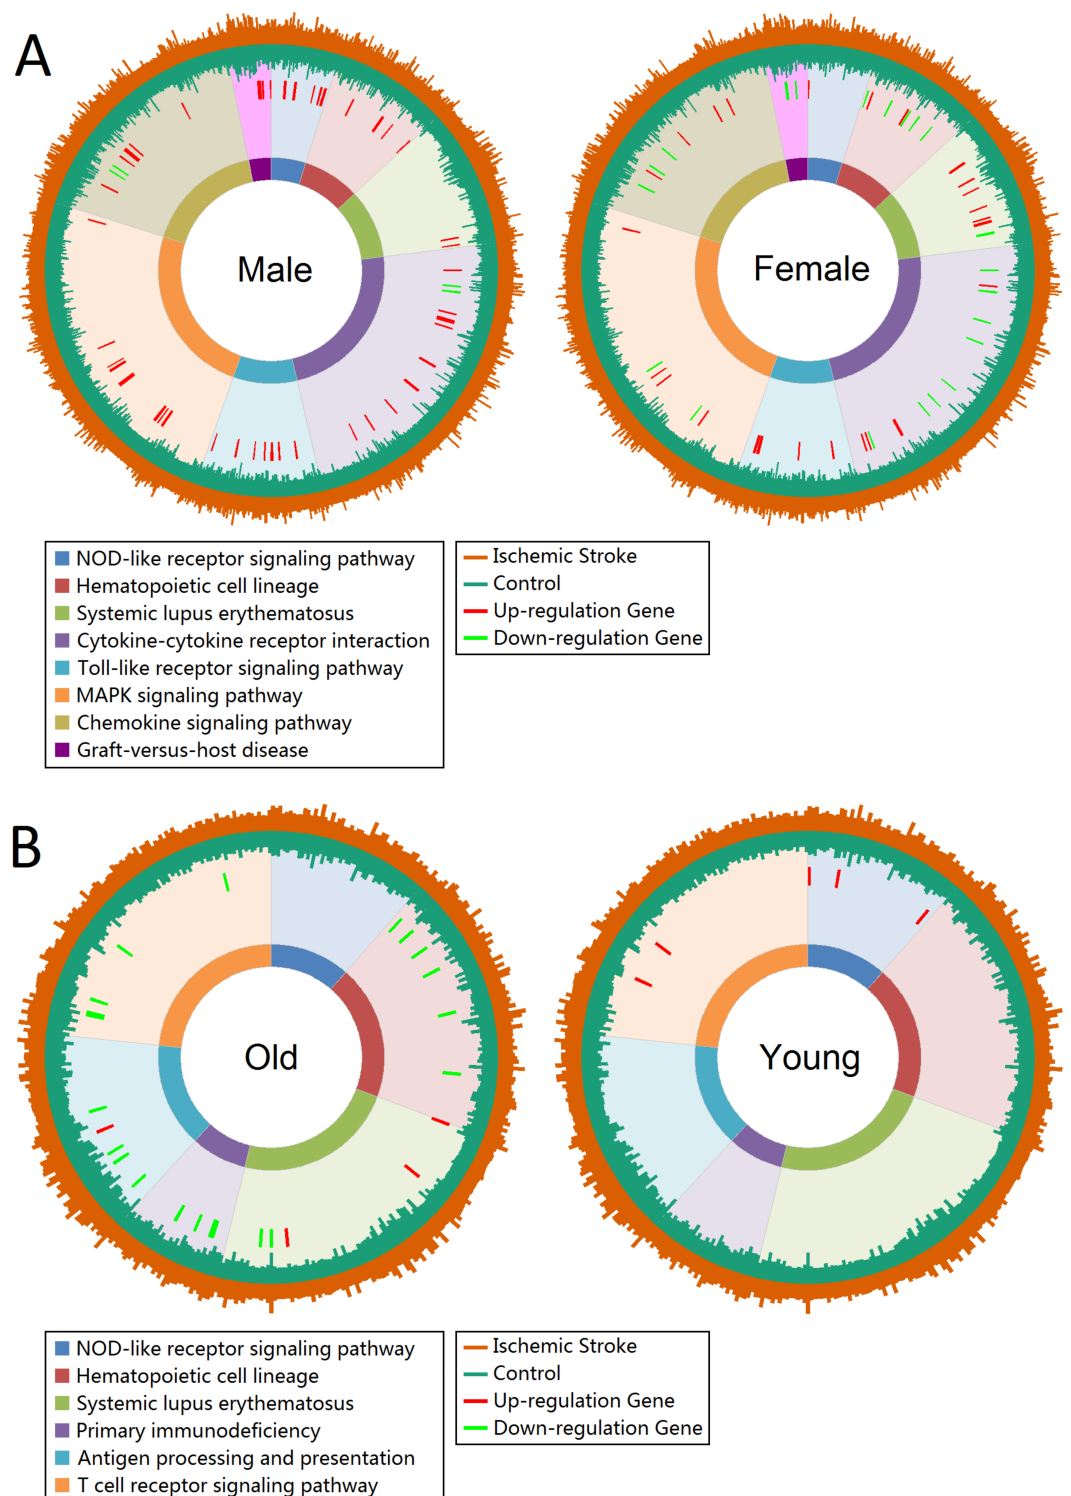 A
Male
Female
NOD-like receptor signaling pathway
Hematopoietic cell lineage
Systemic lupus erythematosus
Cytokine-cytokine receptor interaction
Toll-like receptor signaling pathway
MAPK signaling pathway
Chemokine signaling pathway
Graft-versus-host disease
Ischemic Stroke
Control
Up-regulation Gene
Down-regulation Gene
B
Old
Young
NOD-like receptor signaling pathway
Hematopoietic cell lineage
Systemic lupus erythematosus
Primary immunodeficiency
Antigen processing and presentation
T cell receptor signaling pathway
Ischemic Stroke
Control
Up-regulation Gene
Down-regulation Gene